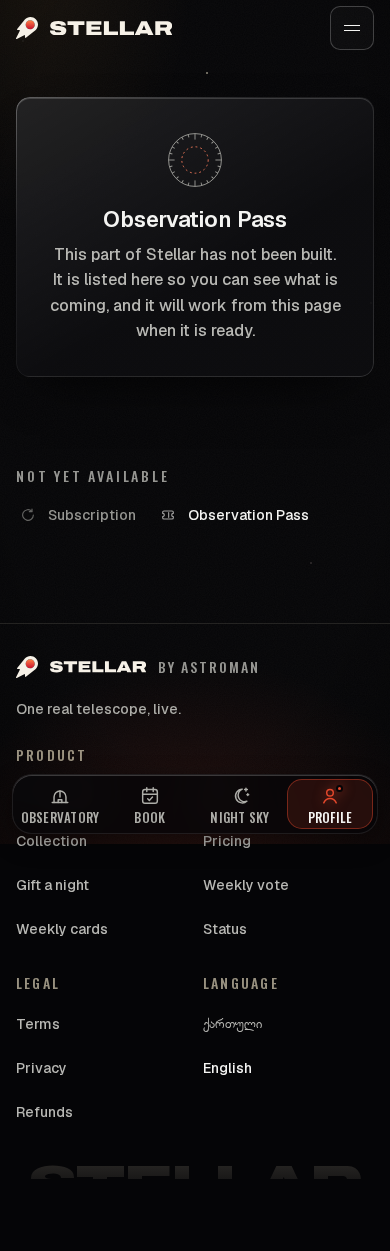 STELLAR
Observation Pass
This part of Stellar has not been built.
It is listed here so you can see what is
coming, and it will work from this page
when it is ready.
NOT YET AVAILABLE
Subscription
Observation Pass
STELLAR BY ASTROMAN
One real telescope, live.
PRODUCT
OBSERVATORY
BOOK
NIGHT SKY
PROFILE
Collection
Pricing
Gift a night
Weekly vote
Weekly cards
Status
LEGAL
LANGUAGE
Terms
ქართული
Privacy
English
Refunds
STELLAR